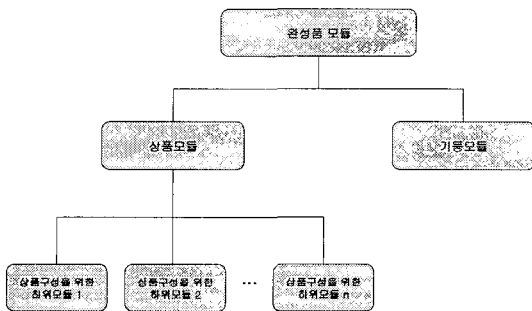 완성품 모듈
상품모듈
기능모듈
상품구성을 위한
하위모듈 1
상품구성을 위한
하위모듈 2
...
상품구성을 위한
하위모듈 n